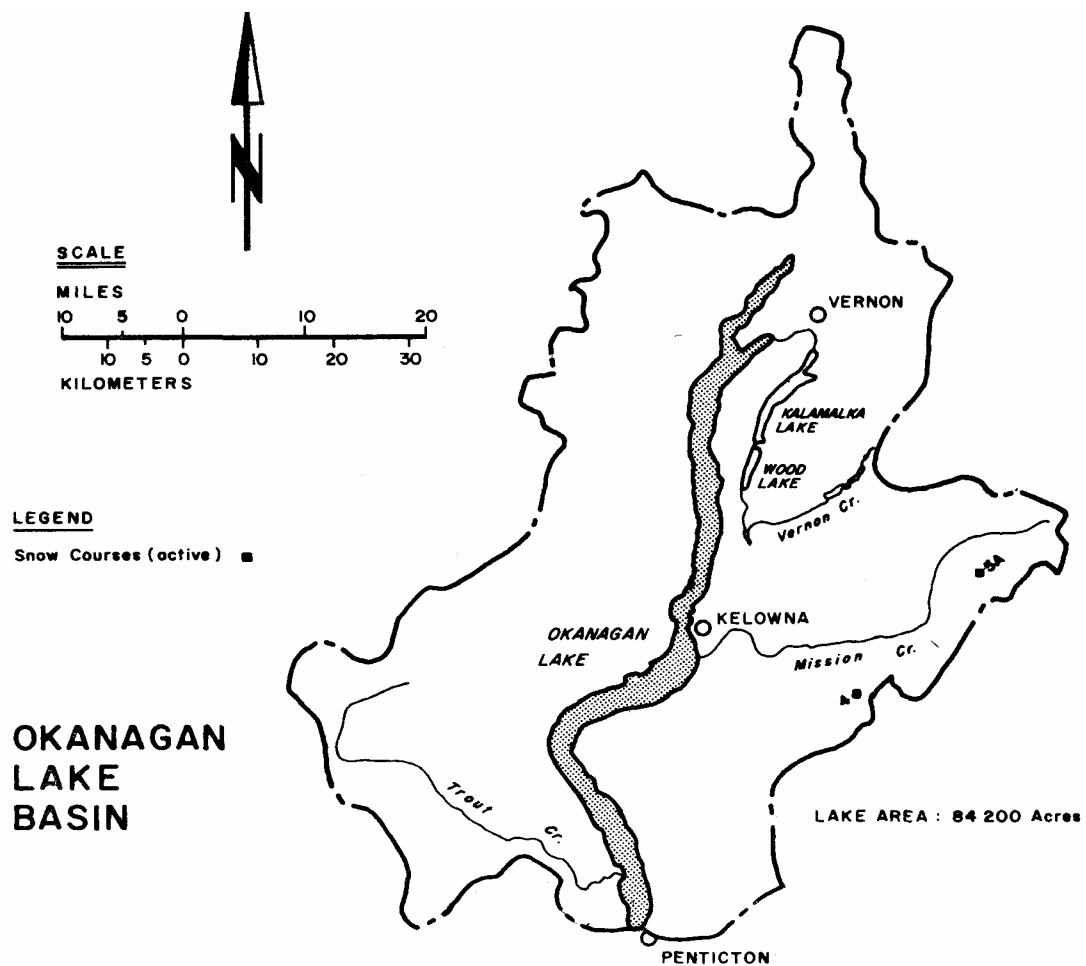 N
SCALE
MILES
10 5 0 10 20
10 5 0 10 20 30
KILOMETERS
VERNON
KALAMALKA
LAKE
WOOD
LAKE
Vernon Cr.
LEGEND
Snow Courses (active)
5A
KELOWNA
OKANAGAN
LAKE
Mission Cr.
4
OKANAGAN
LAKE
BASIN
Trout Cr.
LAKE AREA : 84 200 Acres
PENTICTON